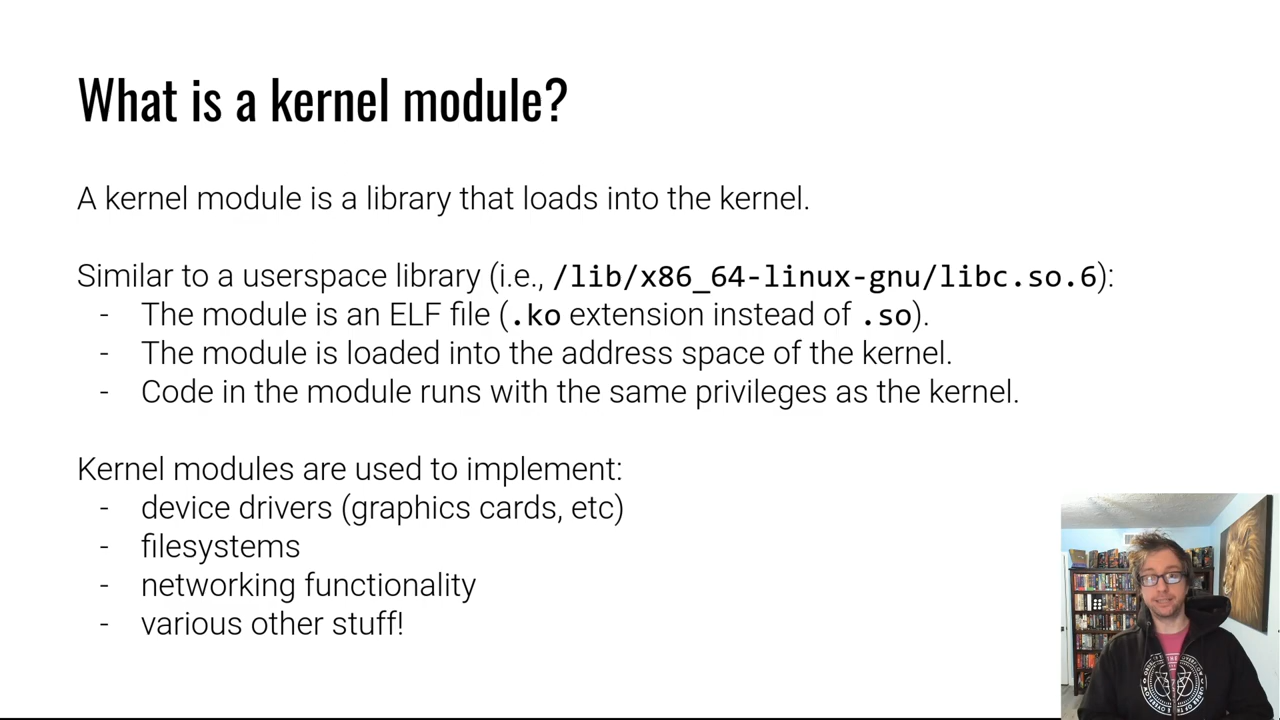 What is a kernel module?
A kernel module is a library that loads into the kernel.
Similar to a userspace library (i.e., /lib/x86_64-linux-gnu/libc.so.6):
- The module is an ELF file (.ko extension instead of .so).
- The module is loaded into the address space of the kernel.
- Code in the module runs with the same privileges as the kernel.
Kernel modules are used to implement:
- device drivers (graphics cards, etc)
- filesystems
- networking functionality
- various other stuff!